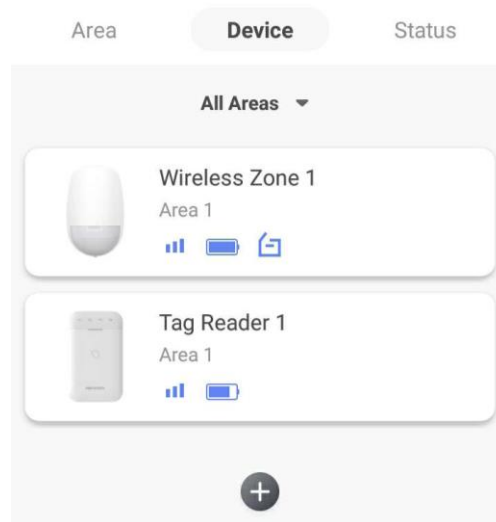 Area Device Status
All Areas
Wireless Zone 1
Area 1
Tag Reader 1
Area 1